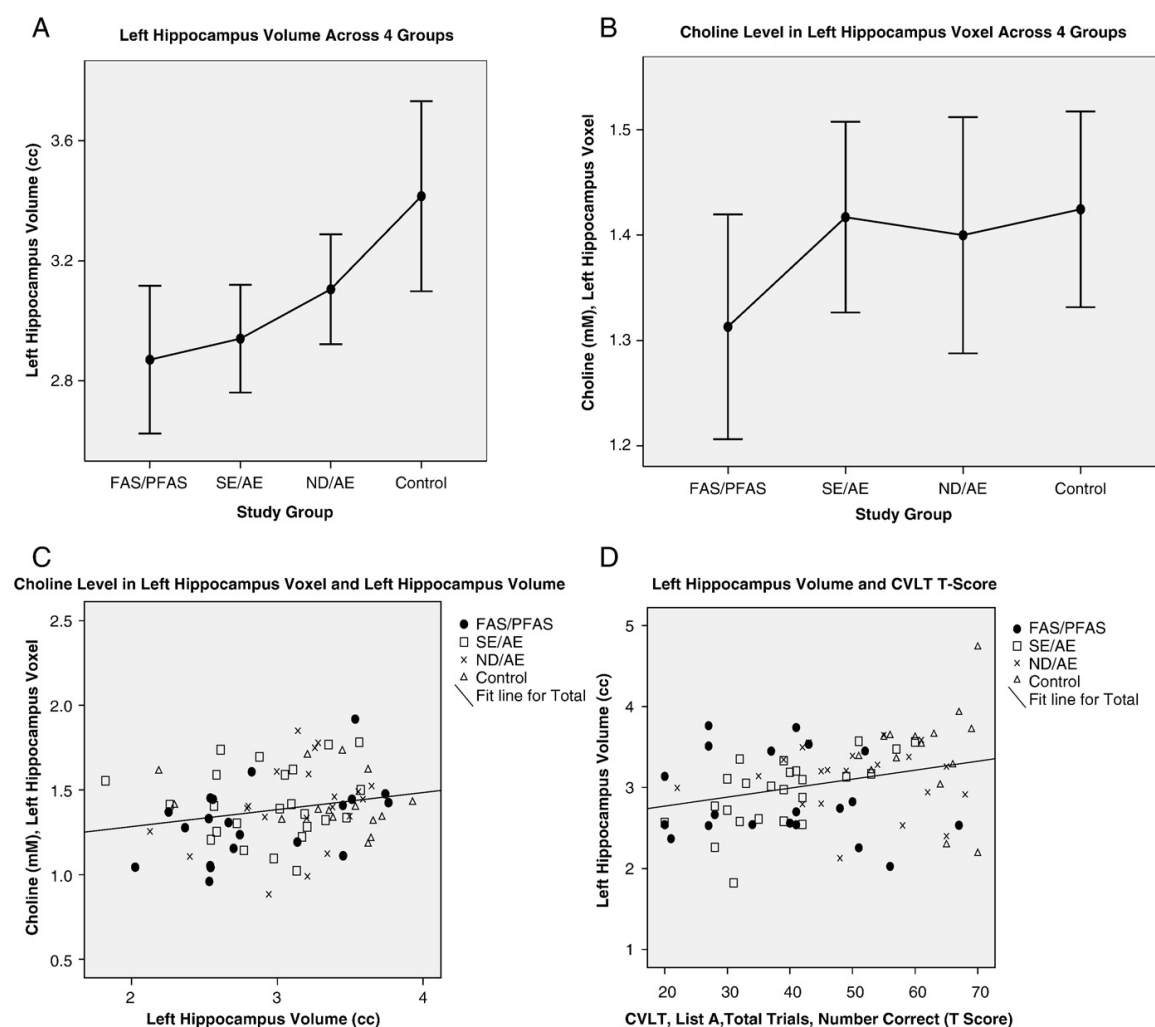 A
Left Hippocampus Volume Across 4 Groups
Left Hippocampus Volume (cc)
3.6
3.2
2.8
FAS/PFAS SE/AE ND/AE Control
Study Group
B
Choline Level in Left Hippocampus Voxel Across 4 Groups
Choline (mM), Left Hippocampus Voxel
1.5
1.4
1.3
1.2
FAS/PFAS SE/AE ND/AE Control
Study Group
C
Choline Level in Left Hippocampus Voxel and Left Hippocampus Volume
Choline (mM), Left Hippocampus Voxel
2.5
2.0
1.5
1.0
0.5
2 3 4
Left Hippocampus Volume (cc)
FAS/PFAS
SE/AE
ND/AE
Control
Fit line for Total
D
Left Hippocampus Volume and CVLT T-Score
Left Hippocampus Volume (cc)
5
4
3
2
1
20 30 40 50 60 70
CVLT, List A,Total Trials, Number Correct (T Score)
FAS/PFAS
SE/AE
ND/AE
Control
Fit line for Total